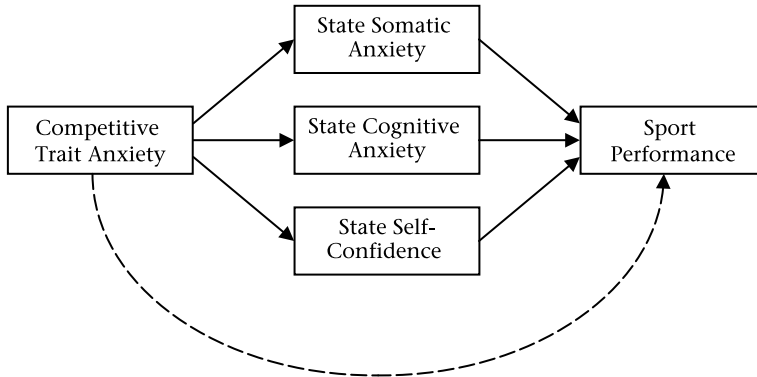 State Somatic
Anxiety
Competitive
Trait Anxiety
State Cognitive
Anxiety
Sport
Performance
State Self-
Confidence